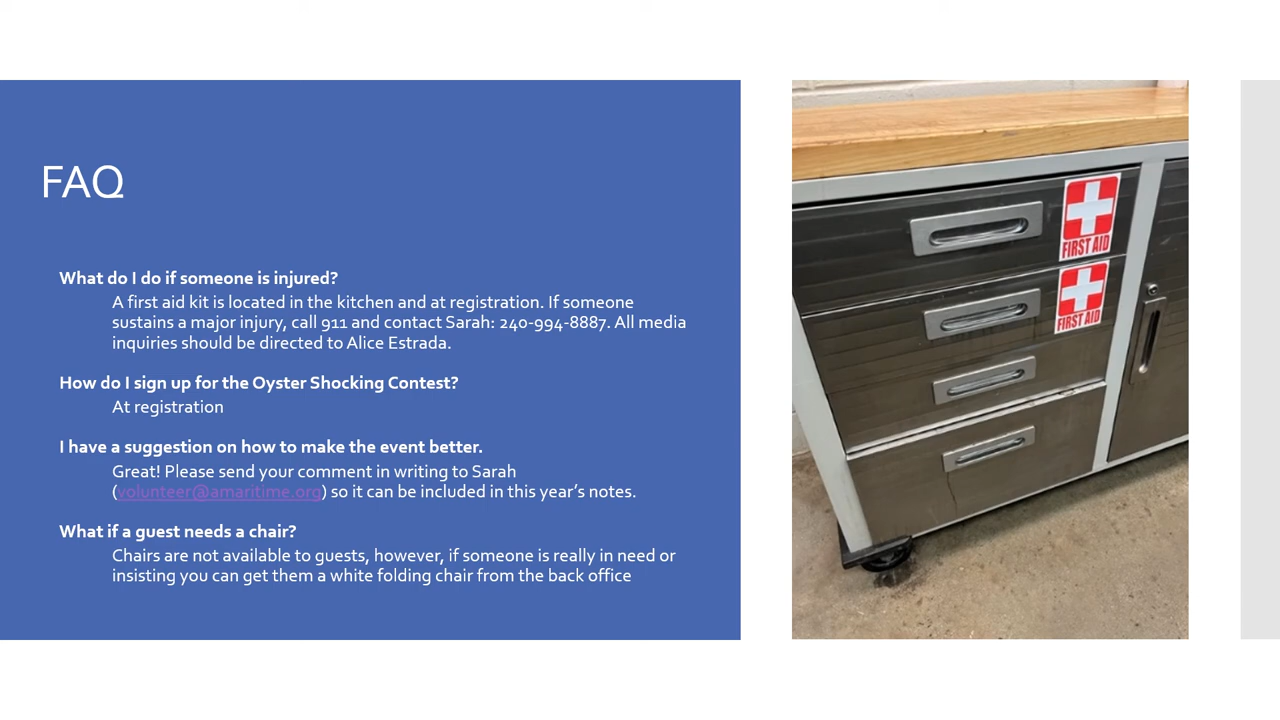 FAQ
What do I do if someone is injured?
A first aid kit is located in the kitchen and at registration. If someone
sustains a major injury, call 911 and contact Sarah: 240-994-8887. All media
inquiries should be directed to Alice Estrada.
How do I sign up for the Oyster Shocking Contest?
At registration
I have a suggestion on how to make the event better.
Great! Please send your comment in writing to Sarah
(volunteer@amaritime.org) so it can be included in this year’s notes.
What if a guest needs a chair?
Chairs are not available to guests, however, if someone is really in need or
insisting you can get them a white folding chair from the back office
FIRST AID
FIRST AID